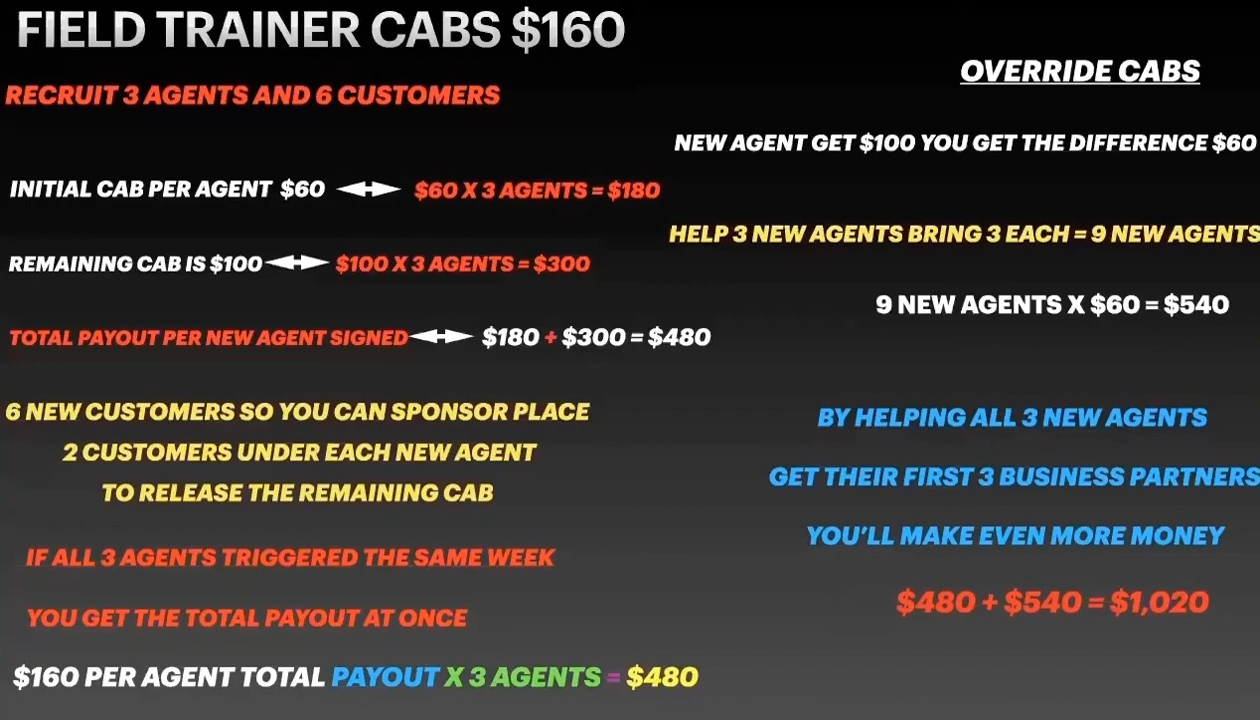 FIELD TRAINER CABS $160
RECRUIT 3 AGENTS AND 6 CUSTOMERS
INITIAL CAB PER AGENT $60 $60 X 3 AGENTS = $180
REMAINING CAB IS $100 $100 X 3 AGENTS = $300
TOTAL PAYOUT PER NEW AGENT SIGNED $180 + $300 = $480
6 NEW CUSTOMERS SO YOU CAN SPONSOR PLACE
2 CUSTOMERS UNDER EACH NEW AGENT
TO RELEASE THE REMAINING CAB
IF ALL 3 AGENTS TRIGGERED THE SAME WEEK
YOU GET THE TOTAL PAYOUT AT ONCE
$160 PER AGENT TOTAL PAYOUT X 3 AGENTS = $480
OVERRIDE CABS
NEW AGENT GET $100 YOU GET THE DIFFERENCE $60
HELP 3 NEW AGENTS BRING 3 EACH = 9 NEW AGENTS
9 NEW AGENTS X $60 = $540
BY HELPING ALL 3 NEW AGENTS
GET THEIR FIRST 3 BUSINESS PARTNERS
YOU'LL MAKE EVEN MORE MONEY
$480 + $540 = $1,020